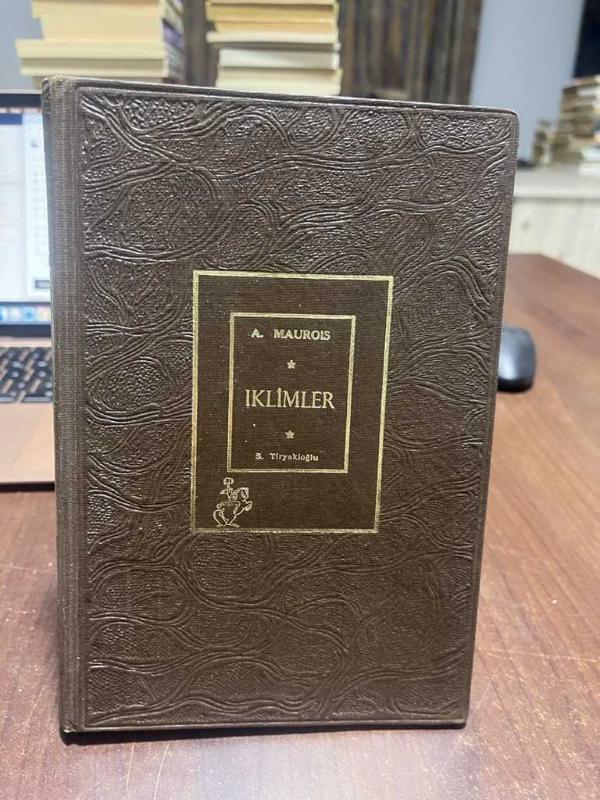 A. MAUROIS
IKLİMLER
S. Tiryakioğlu